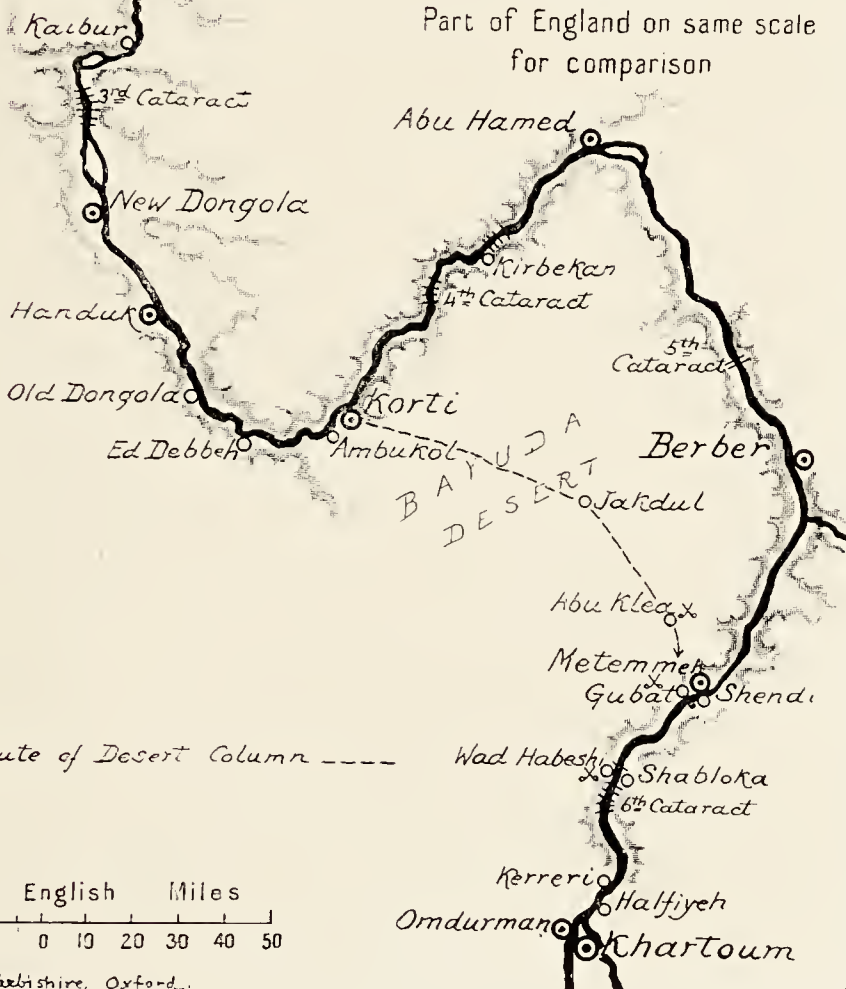 Part of England on same scale
for comparison
Kaibur
3rd Cataract
Abu Hamed
New Dongola
Kirbekan
4th Cataract
Handuk
5th
Cataract
Old Dongola
Korti
Ed Debbeh
Ambukol
Berber
BAYUDA
DESERT
Jakdul
Abu Klea
Metemmeh
Gubat
Shendi
of Desert Column
Wad Habeshi
Shabloka
6th Cataract
Kerreri
English Miles
Halfiyeh
Omdurman
0 10 20 30 40 50
Khartoum
Oxford.